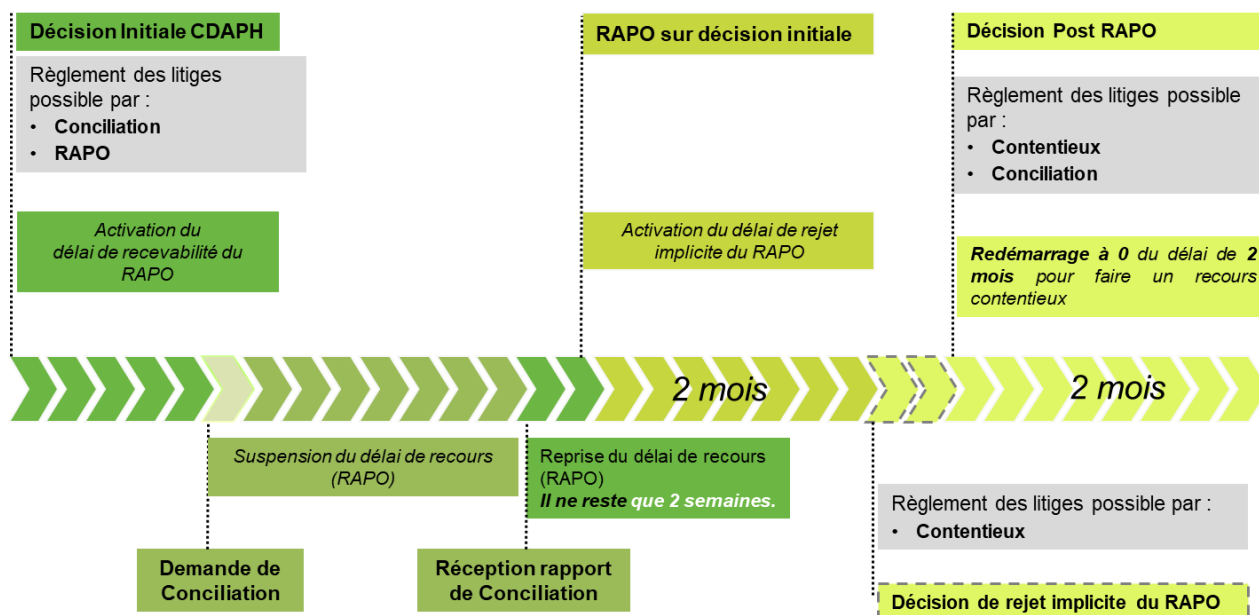 Décision Initiale CDAPH
Règlement des litiges
possible par :
• Conciliation
• RAPO
Activation du
délai de recevabilité du
RAPO
RAPO sur décision initiale
Activation du délai de rejet
implicite du RAPO
Décision Post RAPO
Règlement des litiges possible
par :
• Contentieux
• Conciliation
Redémarrage à 0 du délai de 2
mois pour faire un recours
contentieux
2 mois
2 mois
Suspension du délai de recours
(RAPO)
Reprise du délai de recours
(RAPO)
Il ne reste que 2 semaines.
Demande de
Conciliation
Réception rapport
de Conciliation
Règlement des litiges possible par :
• Contentieux
Décision de rejet implicite du RAPO